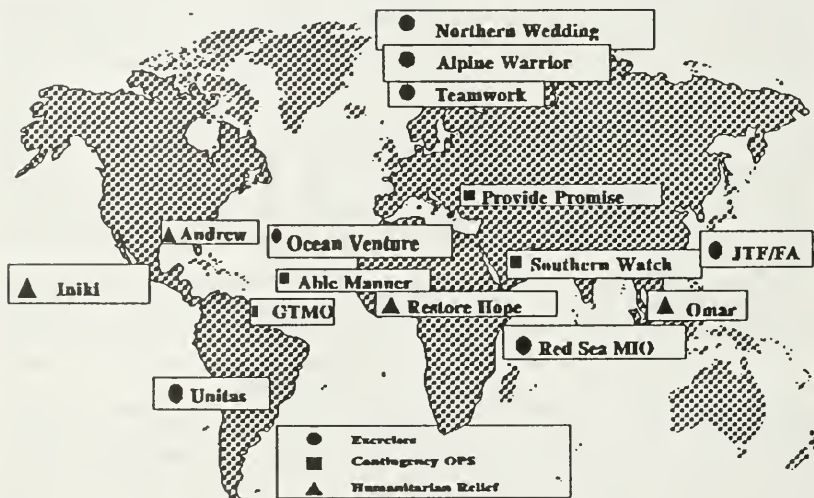 Northern Wedding
Alpine Warrior
Teamwork
Provide Promise
Andrew
Ocean Venture
JTF/FA
Southern Watch
Able Manner
Iniki
GTMO
Restore Hope
Omar
Red Sea MIO
Unitas
Exercises
Contingency OPS
Humanitarian Relief